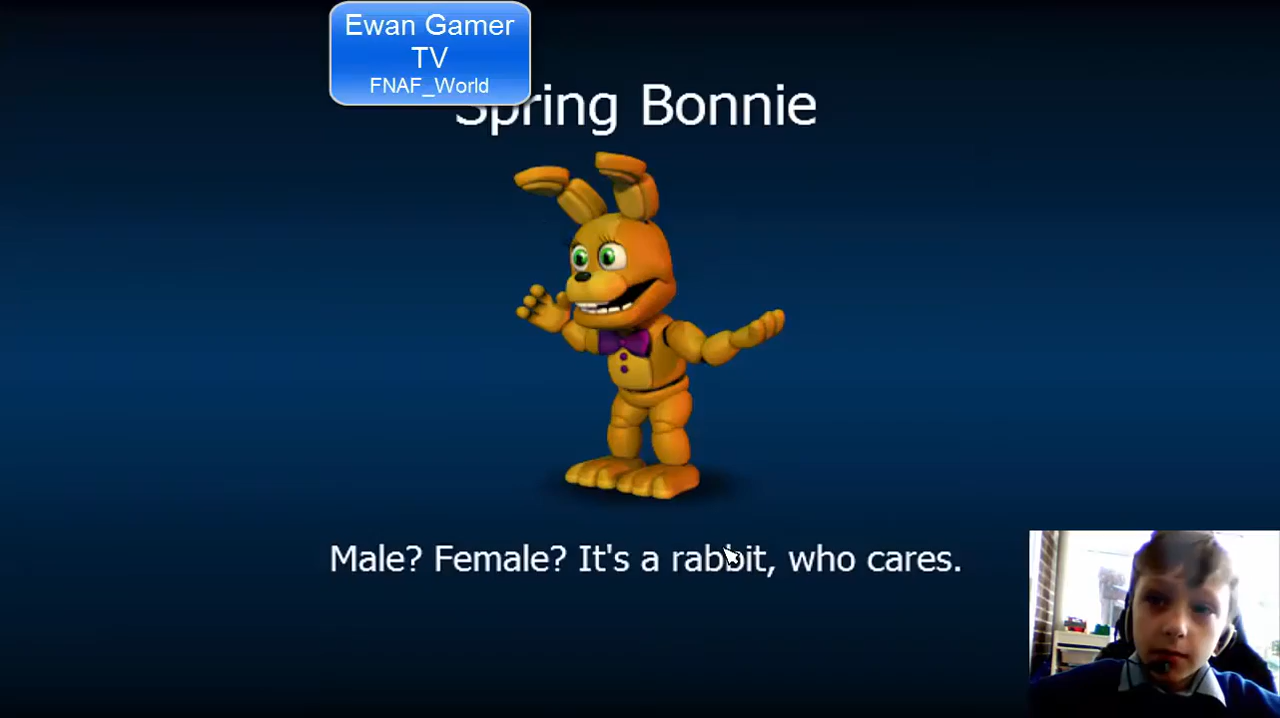 Ewan Gamer
TV
FNAF_World
Spring Bonnie
Male? Female? It's a rabbit, who cares.